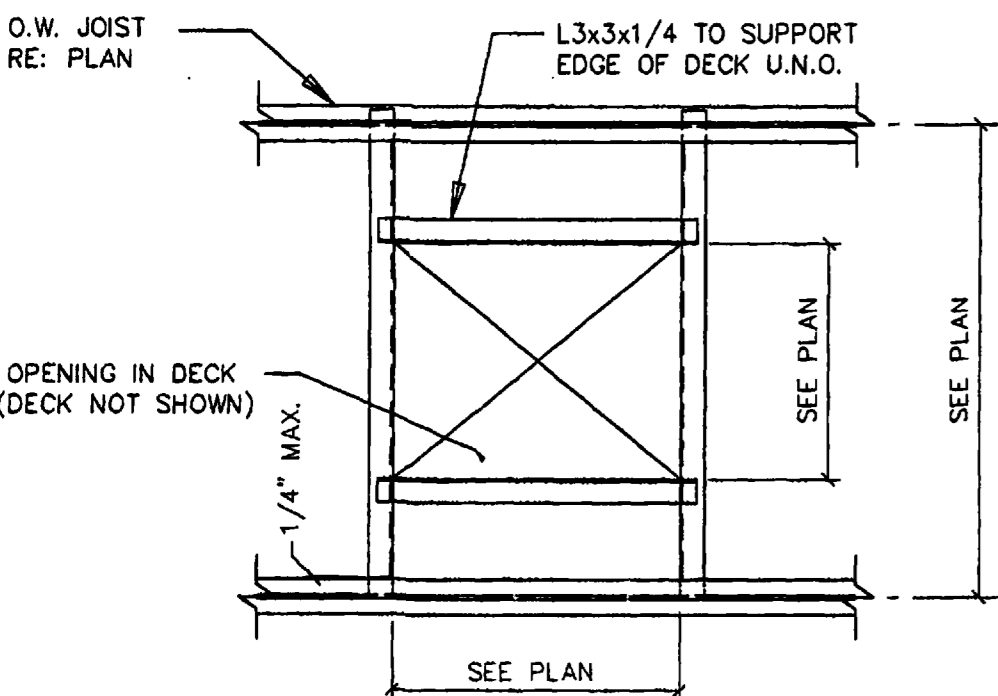 O.W. JOIST
RE: PLAN
L3x3x1/4 TO SUPPORT
EDGE OF DECK U.N.O.
SEE PLAN
SEE PLAN
OPENING IN DECK
(DECK NOT SHOWN)
1/4" MAX.
SEE PLAN